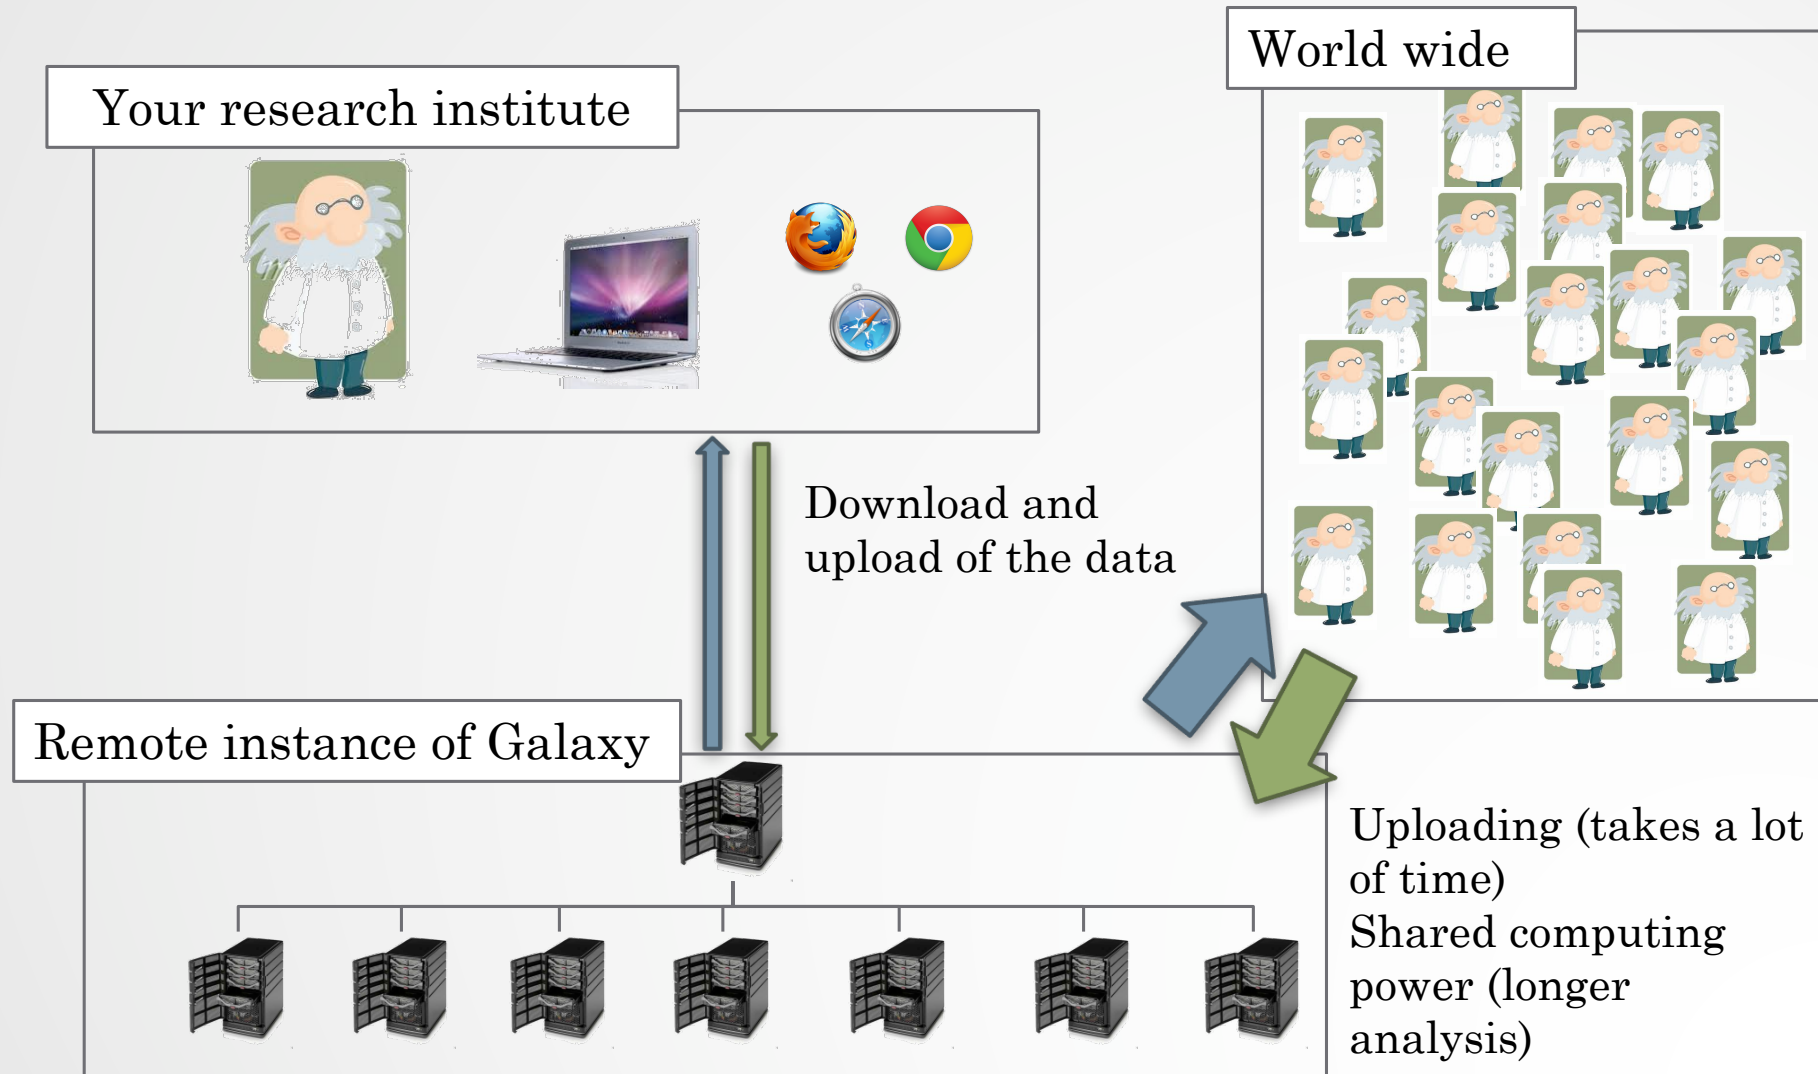 World wide
Your research institute
Download and
upload of the data
Remote instance of Galaxy
Uploading (takes a lot
of time)
Shared computing
power (longer
analysis)